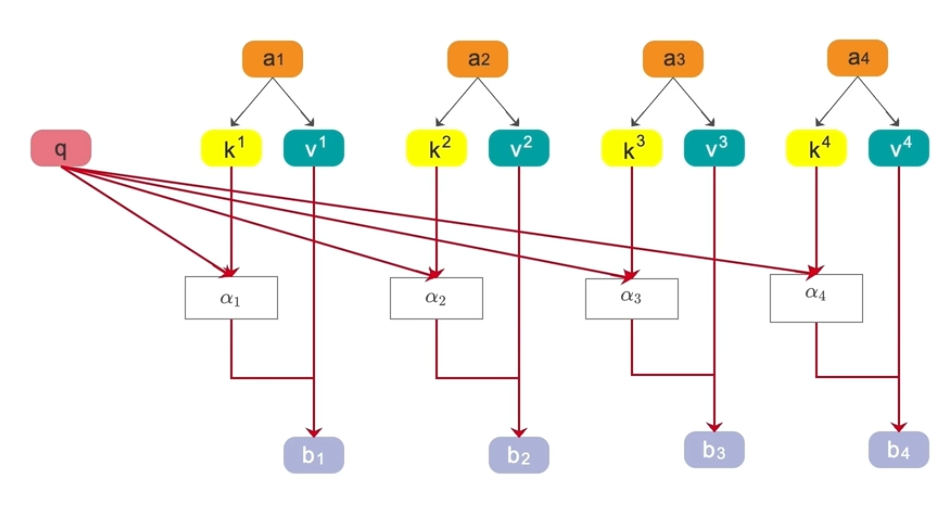 a1 a2 a3 a4
q k¹ v¹ k² v² k³ v³ k⁴ v⁴
α₁ α₂ α₃ α₄
b1 b2 b3 b4